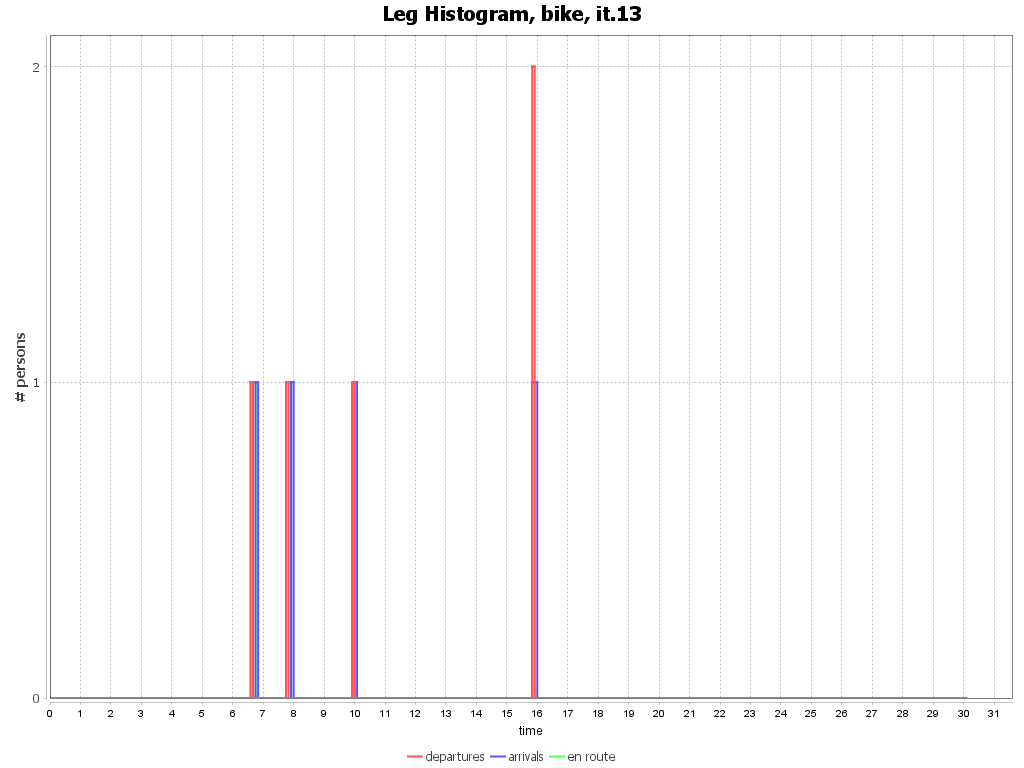 Leg Histogram, bike, it.13
2
1
0
# persons
0 1 2 3 4 5 6 7 8 9 10 11 12 13 14 15 16 17 18 19 20 21 22 23 24 25 26 27 28 29 30 31
time
departures arrivals en route